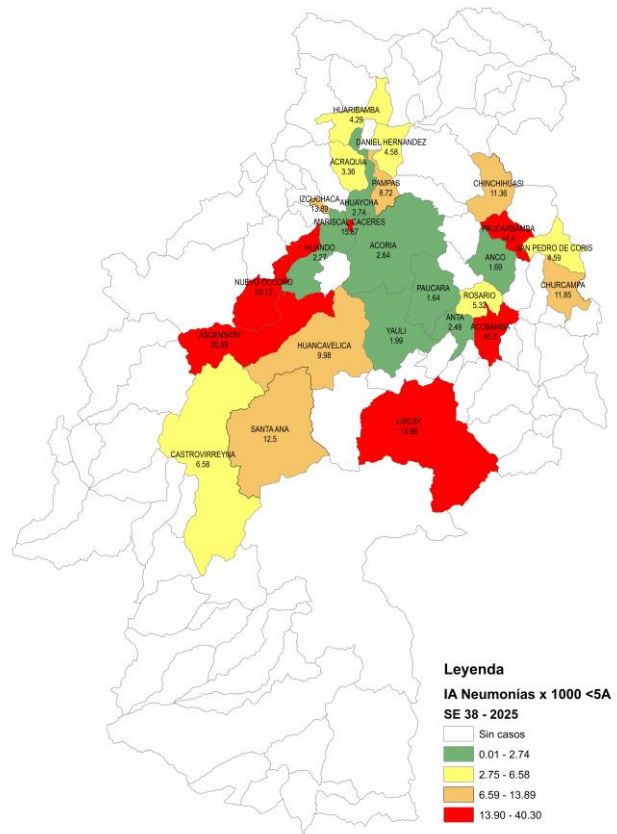 HUARIBAMBA
4.29
DANIEL HERNANDEZ
4.58
ACRAQUIA
3.36
PAMPAS
8.72
CHINCHIHUASI
11.36
IZCUCHACA
13.89
AHUAYCHA
2.74
MARISCAL CACERES
15.87
PAUCARBAMBA
SAN PEDRO DE CORIS
4.59
HUANDO
2.27
ACORIA
2.64
ANCO
1.69
CHURCAMPA
11.85
NUEVO OCCORO
20.13
PAUCARA
1.64
ROSARIO
5.32
ANTA
2.48
ACOBAMBA
ASCENSION
YAULI
1.99
HUANCAVELICA
9.98
LIRCAY
13.98
SANTA ANA
12.5
CASTROVIRREYNA
6.58
Leyenda
IA Neumonías x 1000 <5A
SE 38 - 2025
Sin casos
0.01 - 2.74
2.75 - 6.58
6.59 - 13.89
13.90 - 40.30